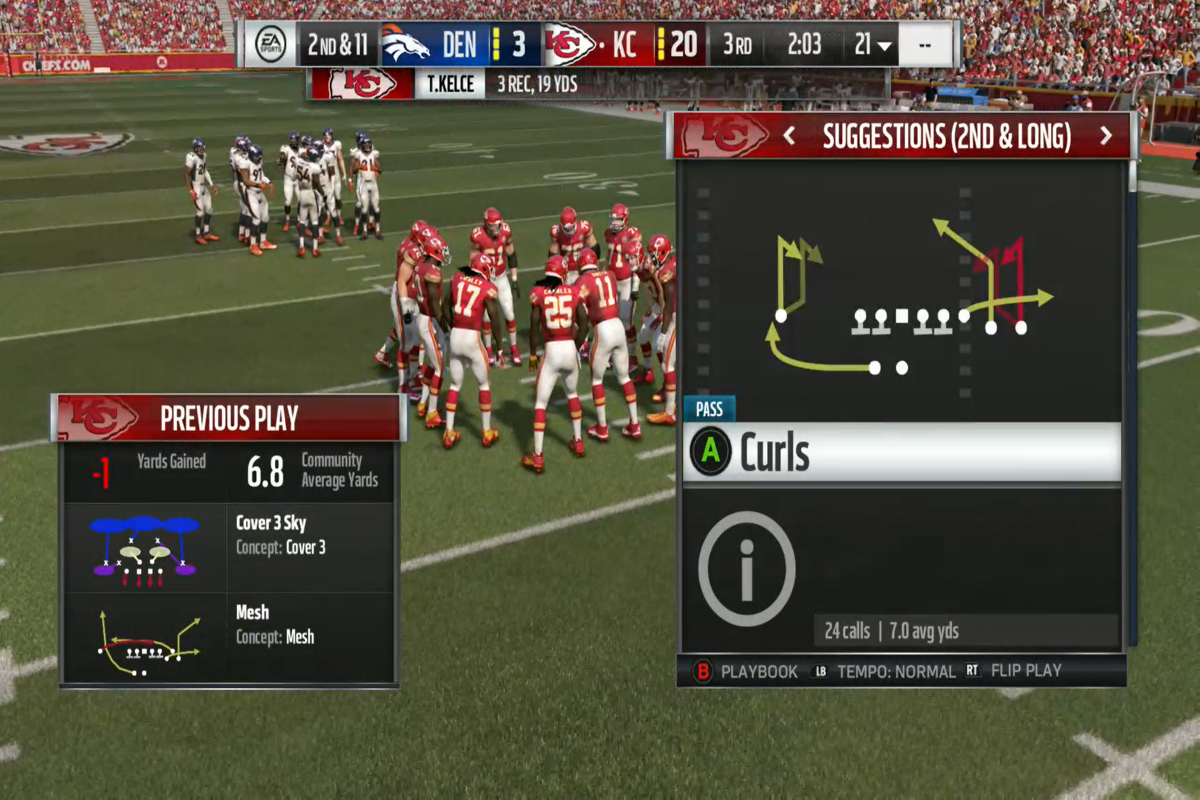 EA SPORTS 2ND & 11 DEN 3 KC 20 3RD 2:03 21 --
T.KELCE 3 REC, 19 YDS
CHIEFS.COM
SUGGESTIONS (2ND & LONG)
17
25
11
PASS
A Curls
24 calls | 7.0 avg yds
B PLAYBOOK LB TEMPO: NORMAL RT FLIP PLAY
PREVIOUS PLAY
-1 Yards Gained 6.8 Community
Average Yards
Cover 3 Sky
Concept: Cover 3
Mesh
Concept: Mesh